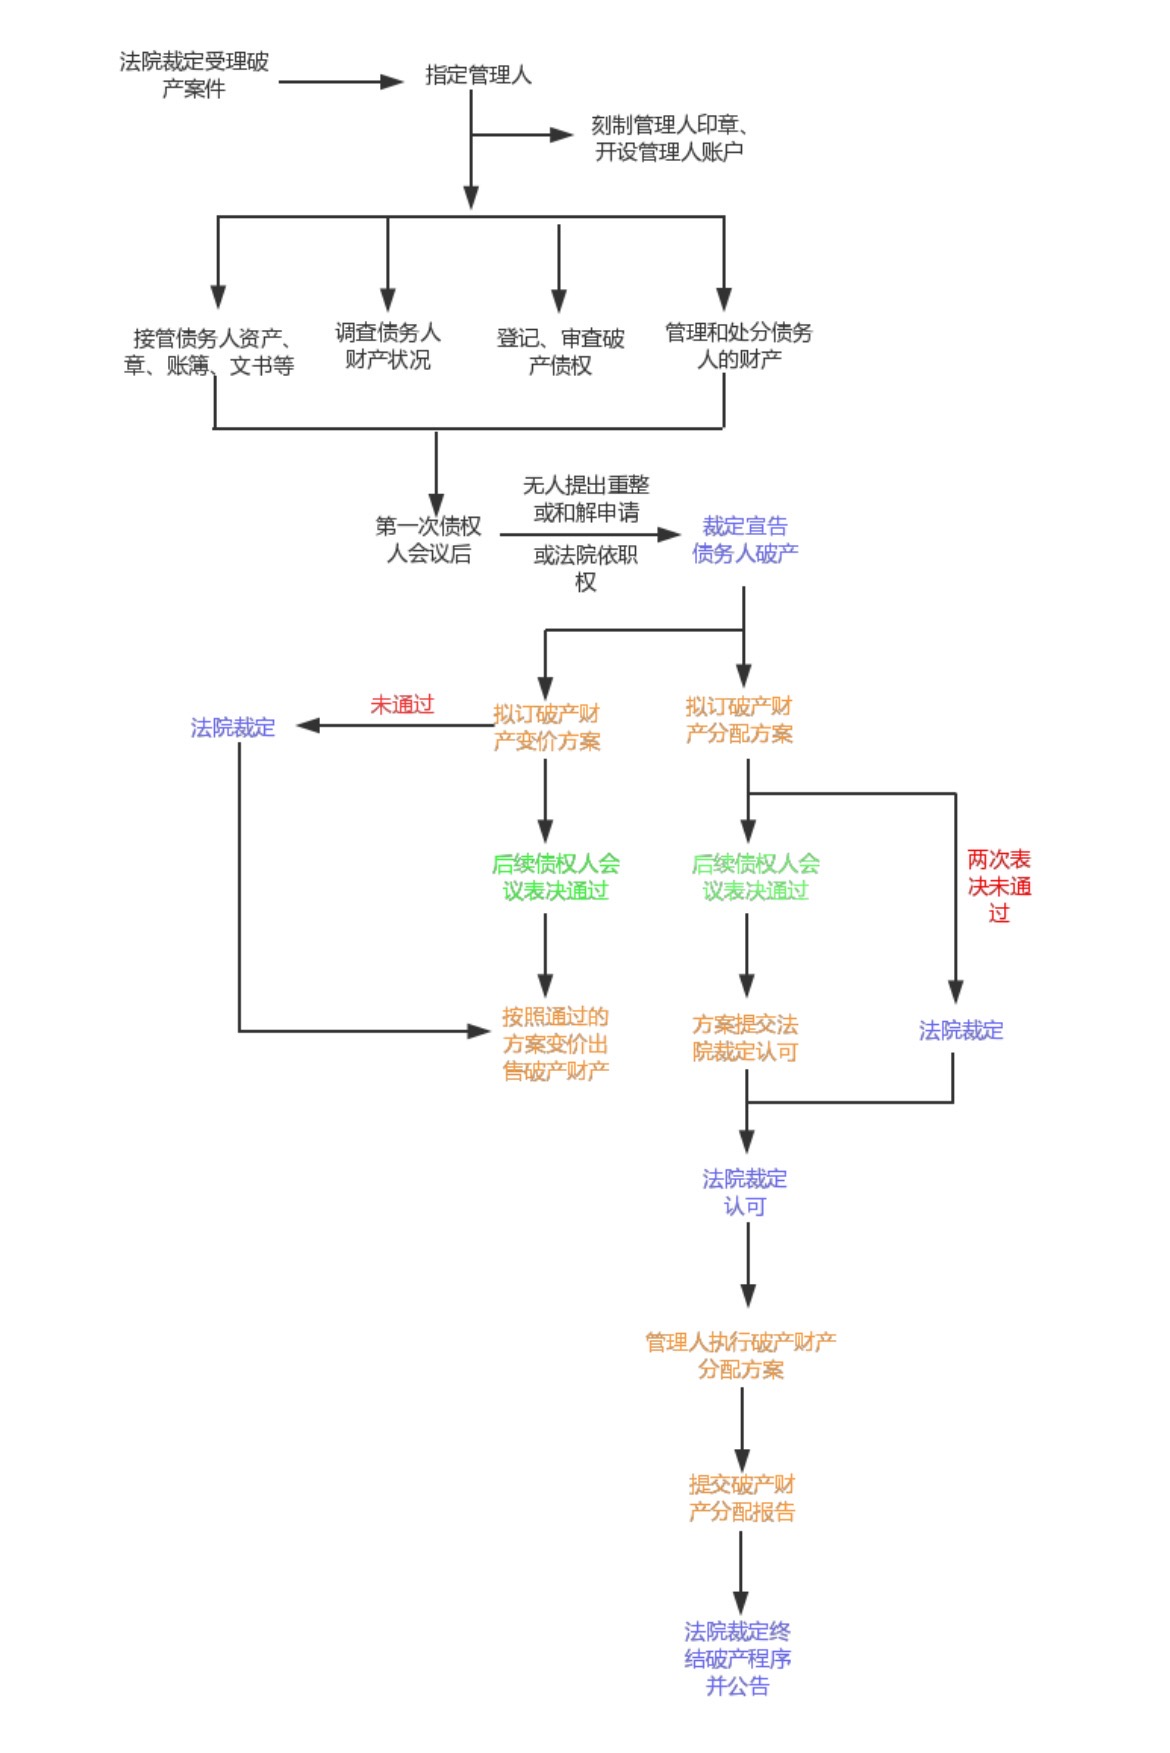 法院裁定受理破
产案件
指定管理人
刻制管理人印章、
开设管理人账户
接管债务人资产、
章、账簿、文书等
调查债务人
财产状况
登记、审查破
产债权
管理和处分债务
人的财产
第一次债权
人会议后
无人提出重整
或和解申请
或法院依职
权
裁定宣告
债务人破产
法院裁定
未通过
拟订破产财
产变价方案
拟订破产财
产分配方案
后续债权人会
议表决通过
后续债权人会
议表决通过
两次表
决未通
过
按照通过的
方案变价出
售破产财产
方案提交法
院裁定认可
法院裁定
法院裁定
认可
管理人执行破产财产
分配方案
提交破产财
产分配报告
法院裁定终
结破产程序
并公告